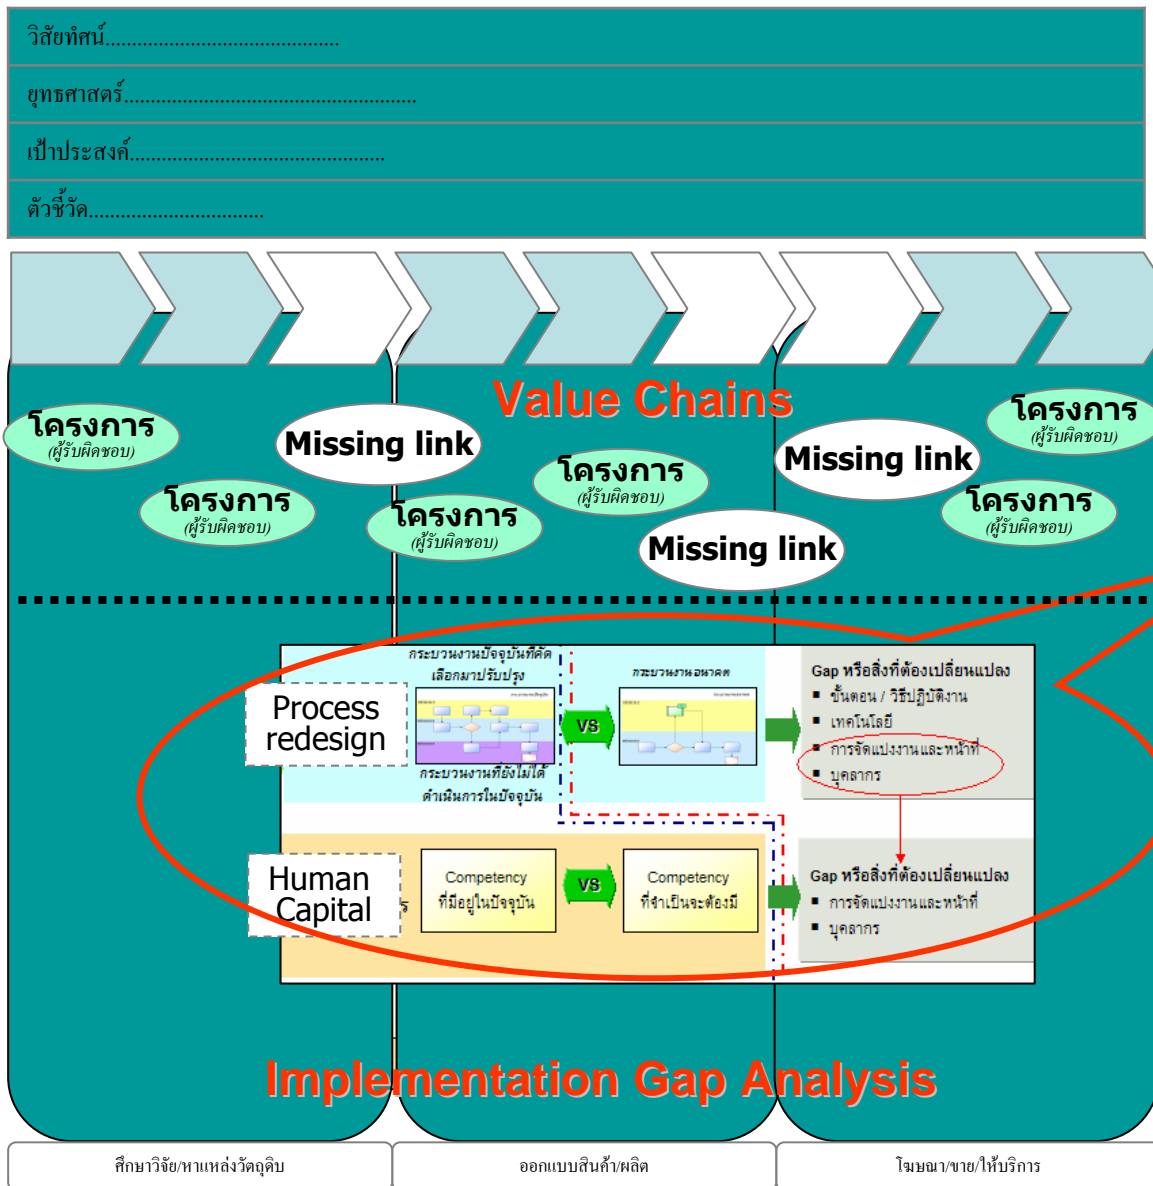 วิสัยทัศน์............................................
ยุทธศาสตร์.......................................................
เป้าประสงค์................................................
ตัวชี้วัด.................................
Value Chains
โครงการ
(ผู้รับผิดชอบ)
Missing link
โครงการ
(ผู้รับผิดชอบ)
Missing link
โครงการ
(ผู้รับผิดชอบ)
โครงการ
(ผู้รับผิดชอบ)
โครงการ
(ผู้รับผิดชอบ)
โครงการ
(ผู้รับผิดชอบ)
Missing link
กระบวนงานปัจจุบันที่คัด
เลือกมาปรับปรุง
กระบวนงานอนาคต
Process
redesign
VS
กระบวนงานที่ยังไม่ได้
ดำเนินการในปัจจุบัน
Gap หรือสิ่งที่ต้องเปลี่ยนแปลง
▪ ขั้นตอน / วิธีปฏิบัติงาน
▪ เทคโนโลยี
▪ การจัดแบ่งงานและหน้าที่
▪ บุคลากร
Human
Capital
ร
Competency
ที่มีอยู่ในปัจจุบัน
VS
Competency
ที่จำเป็นจะต้องมี
Gap หรือสิ่งที่ต้องเปลี่ยนแปลง
▪ การจัดแบ่งงานและหน้าที่
▪ บุคลากร
Implementation Gap Analysis
ศึกษาวิจัย/หาแหล่งวัตถุดิบ
ออกแบบสินค้า/ผลิต
โฆษณา/ขาย/ให้บริการ